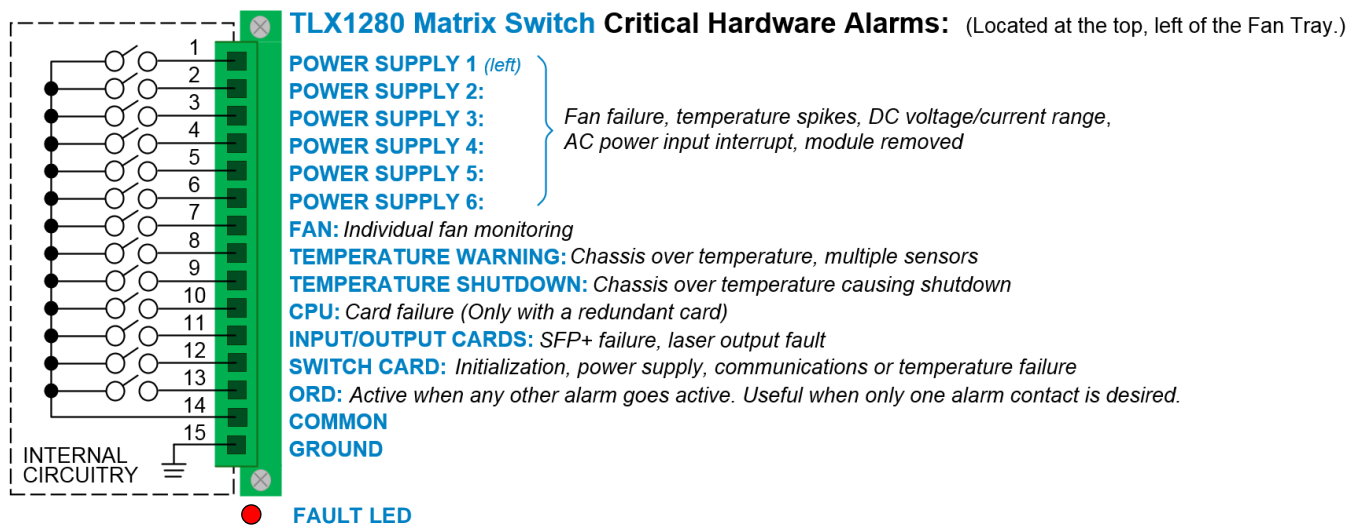 TLX1280 Matrix Switch Critical Hardware Alarms: (Located at the top, left of the Fan Tray.)
1 POWER SUPPLY 1 (left)
2 POWER SUPPLY 2:
3 POWER SUPPLY 3:
4 POWER SUPPLY 4:
5 POWER SUPPLY 5:
6 POWER SUPPLY 6:
Fan failure, temperature spikes, DC voltage/current range,
AC power input interrupt, module removed
7 FAN: Individual fan monitoring
8 TEMPERATURE WARNING: Chassis over temperature, multiple sensors
9 TEMPERATURE SHUTDOWN: Chassis over temperature causing shutdown
10 CPU: Card failure (Only with a redundant card)
11 INPUT/OUTPUT CARDS: SFP+ failure, laser output fault
12 SWITCH CARD: Initialization, power supply, communications or temperature failure
13 ORD: Active when any other alarm goes active. Useful when only one alarm contact is desired.
14 COMMON
15 GROUND
INTERNAL
CIRCUITRY
FAULT LED